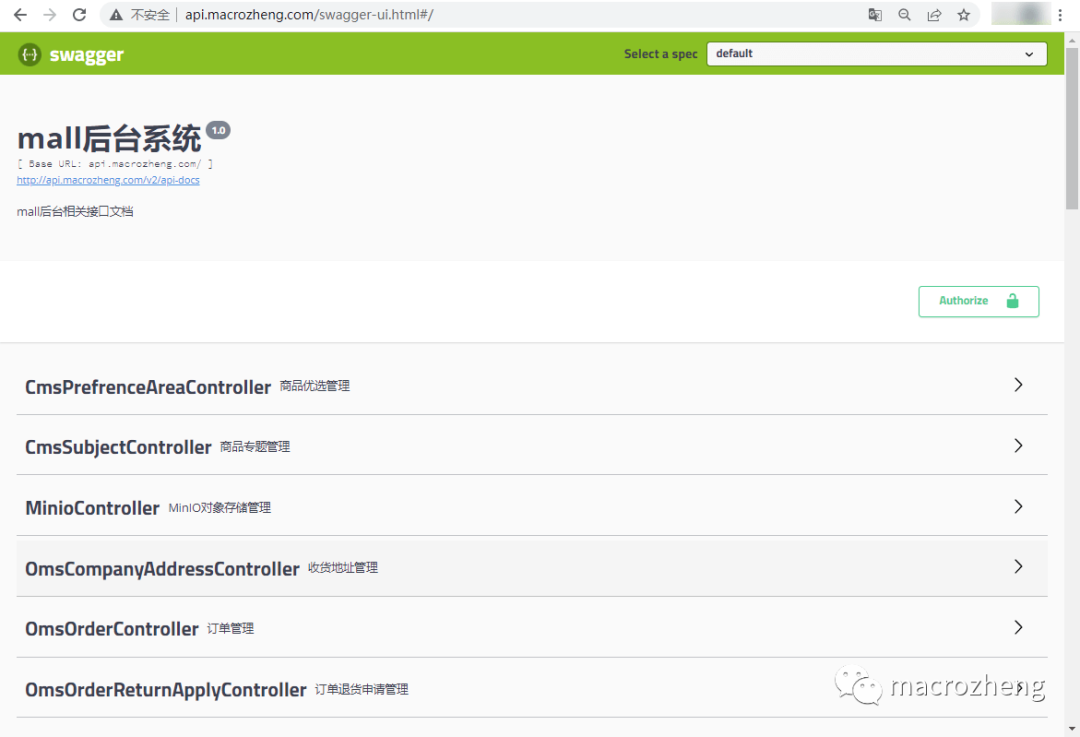 不安全 api.macrozheng.com/swagger-ui.html#/
swagger Select a spec default
mall后台系统 1.0
[ Base URL: api.macrozheng.com/ ]
http://api.macrozheng.com/v2/api-docs
mall后台相关接口文档
Authorize
CmsPrefrenceAreaController 商品优选管理
CmsSubjectController 商品专题管理
MinioController MinIO对象存储管理
OmsCompanyAddressController 收货地址管理
OmsOrderController 订单管理
OmsOrderReturnApplyController 订单退货申请管理
macrozheng